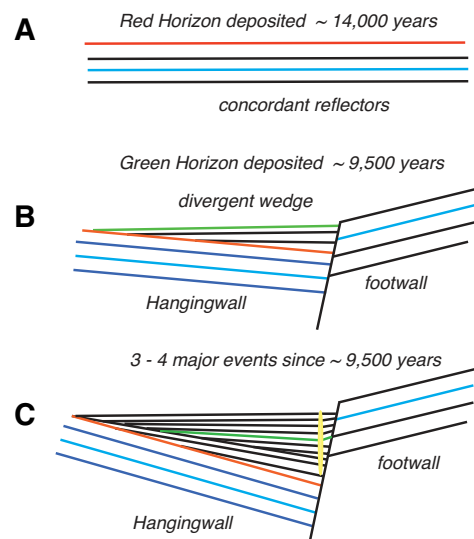 A
Red Horizon deposited ~ 14,000 years
concordant reflectors
Green Horizon deposited ~ 9,500 years
B
divergent wedge
footwall
Hangingwall
3 - 4 major events since ~ 9,500 years
C
footwall
Hangingwall